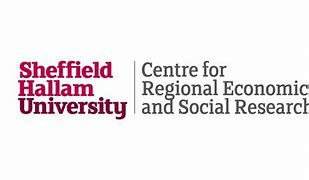 Sheffield
Hallam
University
Centre for
Regional Economic
and Social Research